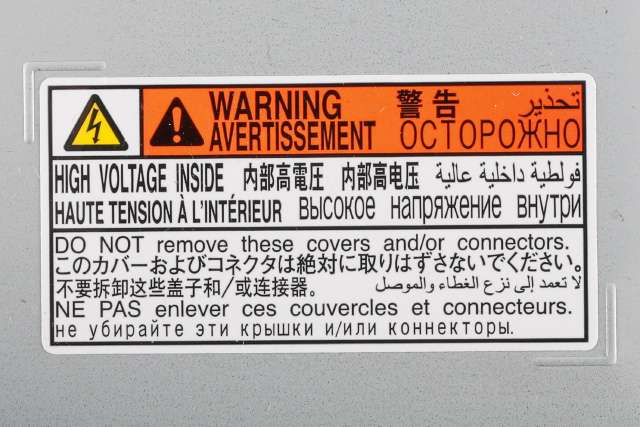 WARNING 警告 تحذير
AVERTISSEMENT ОСТОРОЖНО
HIGH VOLTAGE INSIDE 内部高電圧 内部高电压 فولطية داخلية عالية
HAUTE TENSION À L'INTÉRIEUR высокое напряжение внутри
DO NOT remove these covers and/or connectors.
このカバーおよびコネクタは絶対に取りはずさないでください。
不要拆卸这些盖子和/或连接器。 لا تعمد إلى نزع الغطاء والموصل
NE PAS enlever ces couvercles et connecteurs.
не убирайте эти крышки и/или коннекторы.